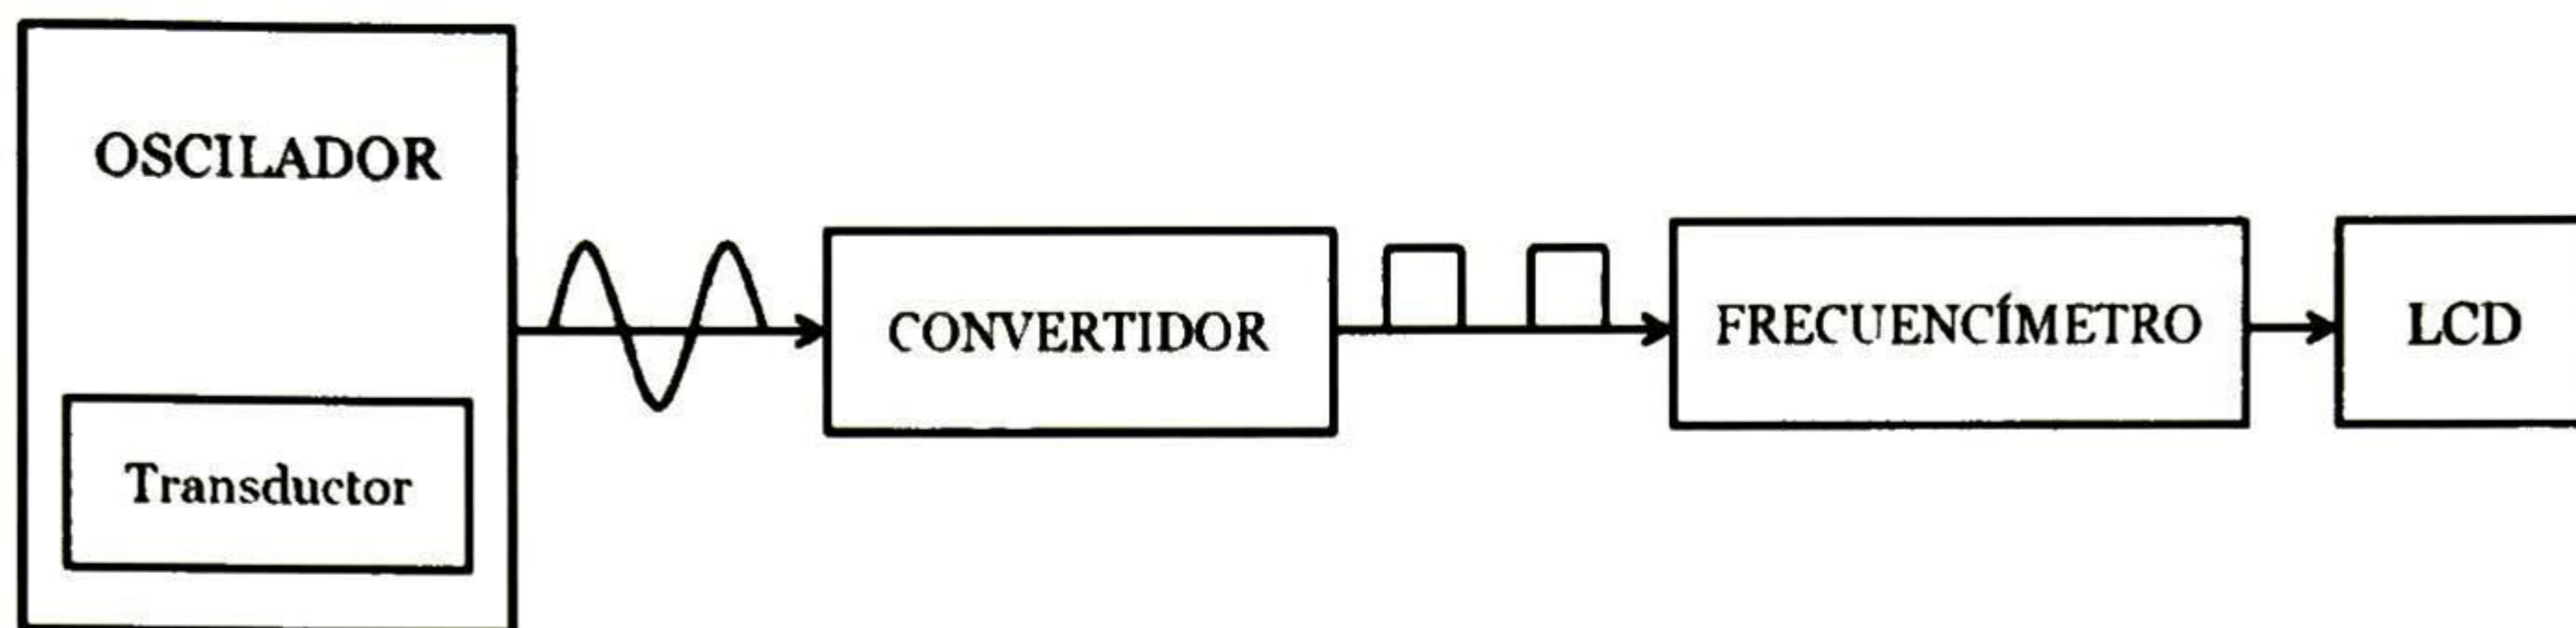 OSCILADOR
Transductor
CONVERTIDOR
FRECUENCÍMETRO
LCD